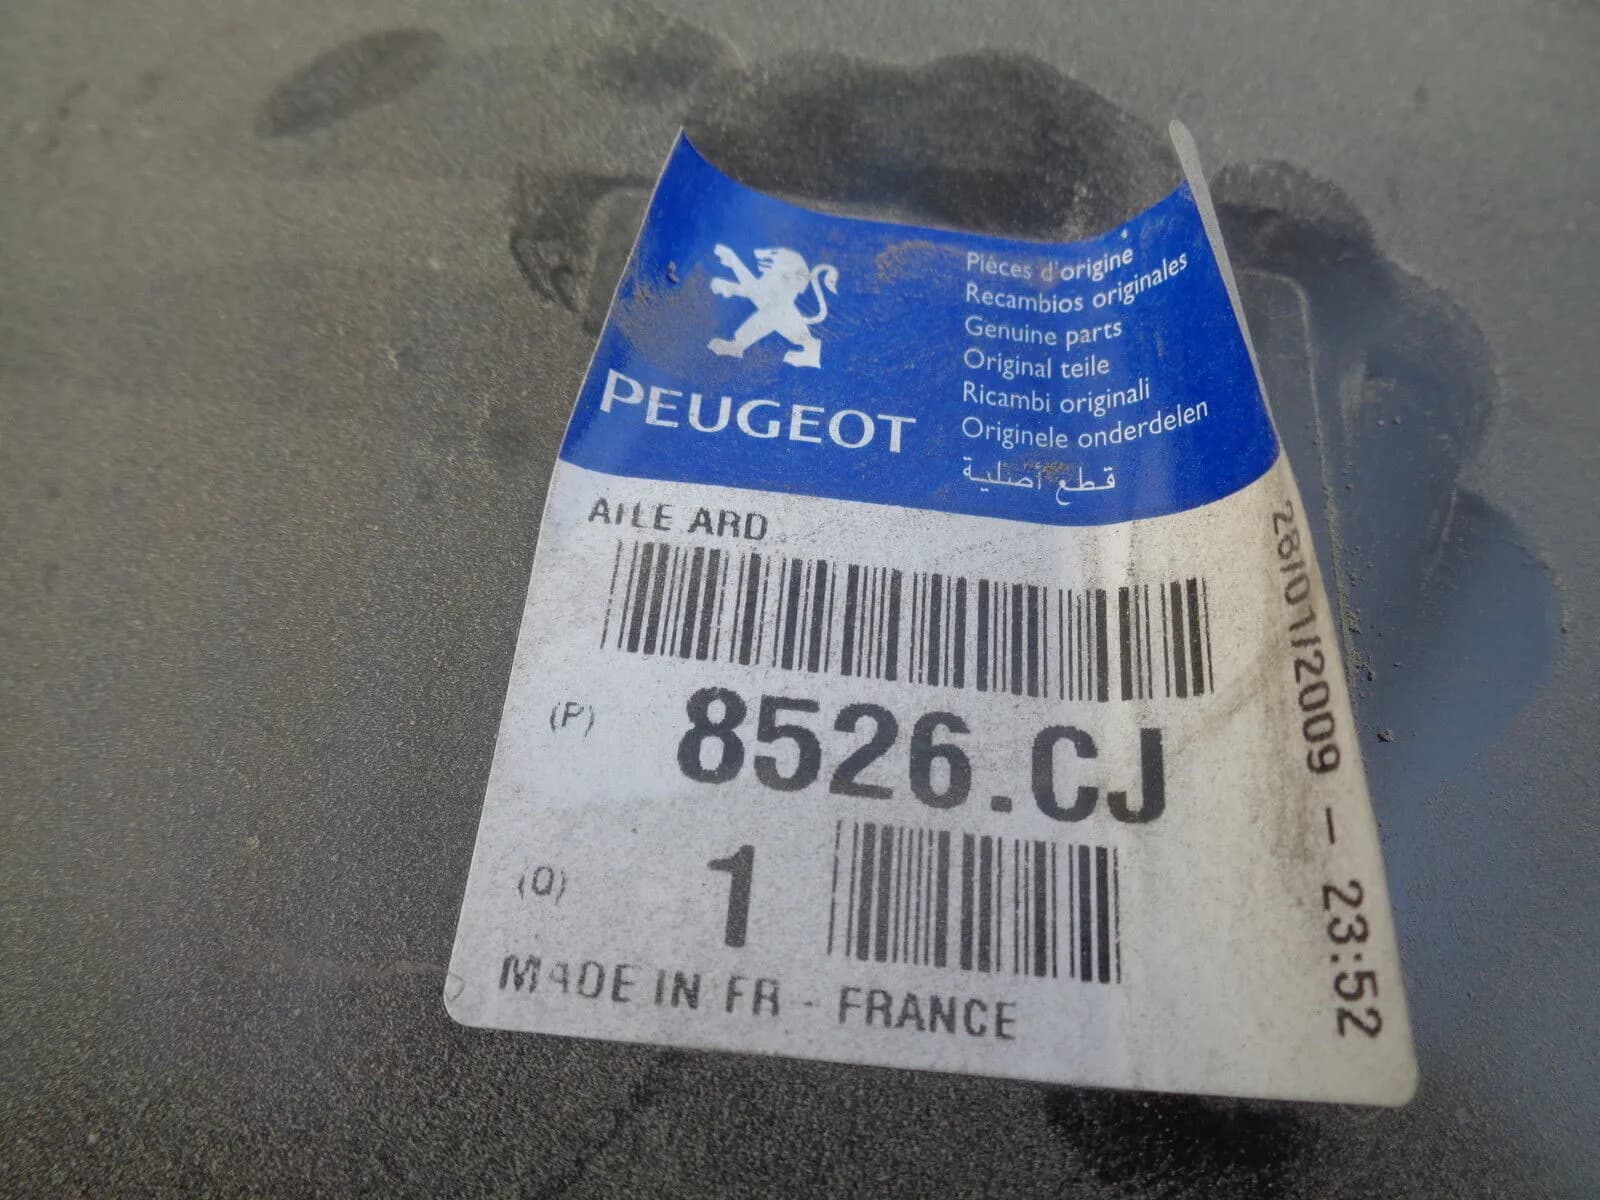 PEUGEOT
Pièces d'origine
Recambios originales
Genuine parts
Original teile
Ricambi originali
Originele onderdelen
قطع أصلية
AILE ARD
(P) 8526.CJ
(Q) 1
MADE IN FR - FRANCE
28/01/2009 - 23:52